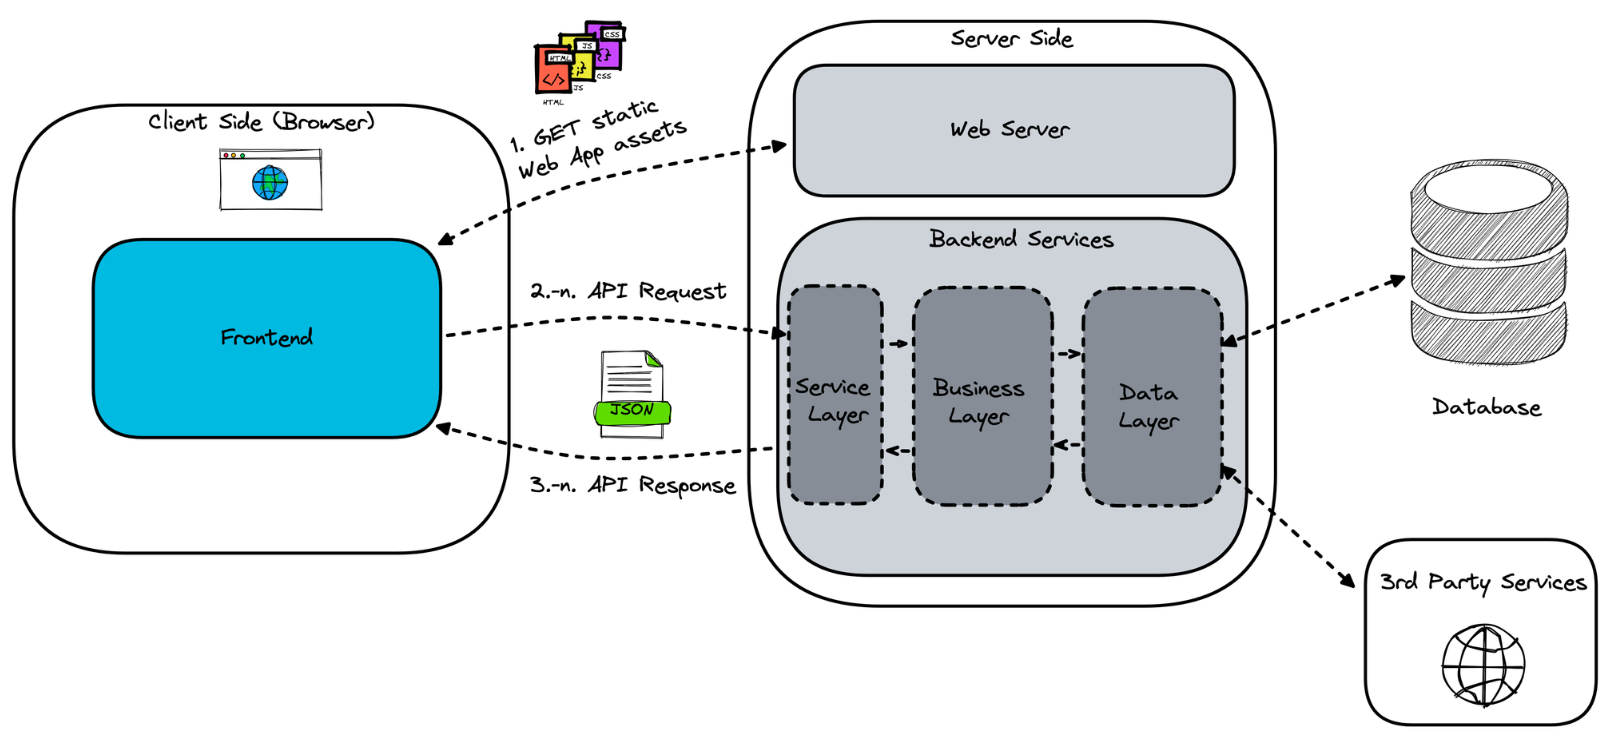 CSS
JS
{}
HTML
;}
CSS
</>
JS
HTML
Server Side
1. GET static
Web App assets
Client Side (Browser)
Web Server
Backend Services
2.-n. API Request
Frontend
Service
Layer
Business
Layer
Data
Layer
JSON
Database
3.-n. API Response
3rd Party Services